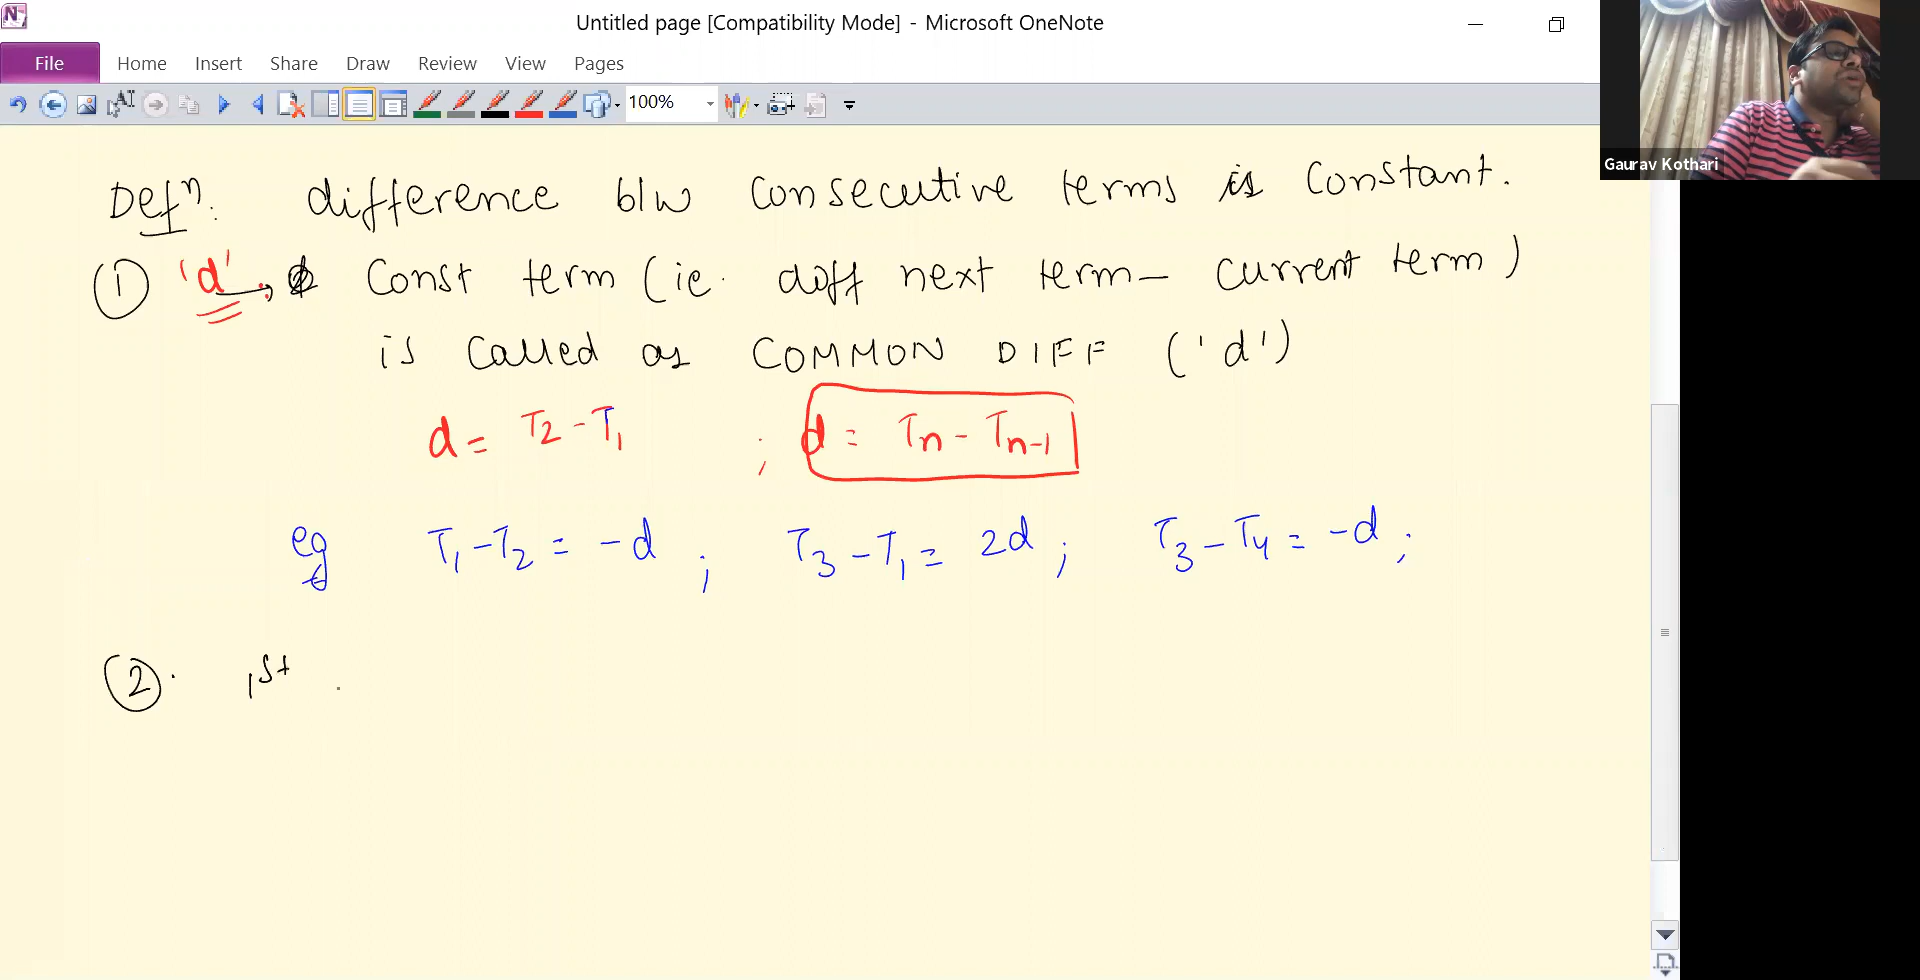 Untitled page [Compatibility Mode] - Microsoft OneNote
File Home Insert Share Draw Review View Pages
100%
Gaurav Kothari
Defⁿ. difference b/w consecutive terms is constant.
① 'd' → Const term (ie. diff next term – current term)
is called as COMMON DIFF ('d')
d = T₂ - T₁ ; d = Tₙ - Tₙ₋₁
eg T₁ - T₂ = -d ; T₃ - T₁ = 2d ; T₃ - T₄ = -d ;
②. 1st